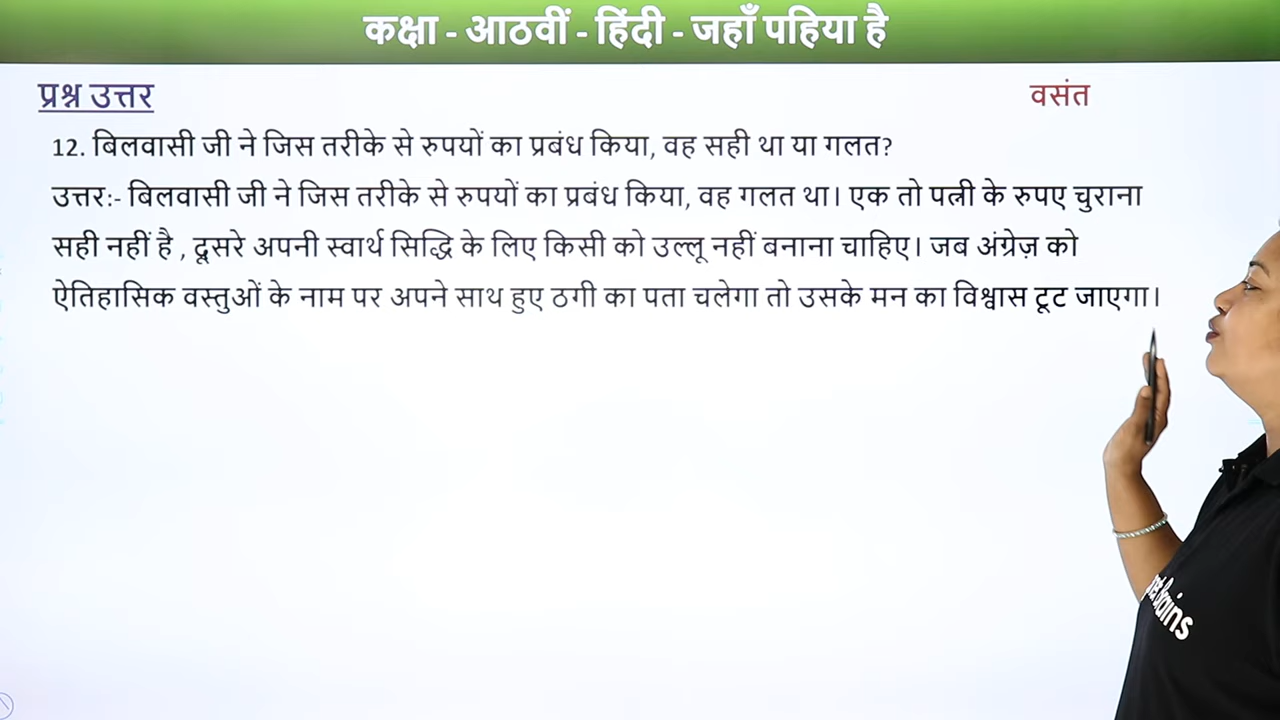 कक्षा - आठवीं - हिंदी - जहाँ पहिया है
प्रश्न उत्तर
वसंत
12. बिलवासी जी ने जिस तरीके से रुपयों का प्रबंध किया, वह सही था या गलत?
उत्तर:- बिलवासी जी ने जिस तरीके से रुपयों का प्रबंध किया, वह गलत था। एक तो पत्नी के रुपए चुराना
सही नहीं है , दूसरे अपनी स्वार्थ सिद्धि के लिए किसी को उल्लू नहीं बनाना चाहिए। जब अंग्रेज़ को
ऐतिहासिक वस्तुओं के नाम पर अपने साथ हुए ठगी का पता चलेगा तो उसके मन का विश्वास टूट जाएगा।